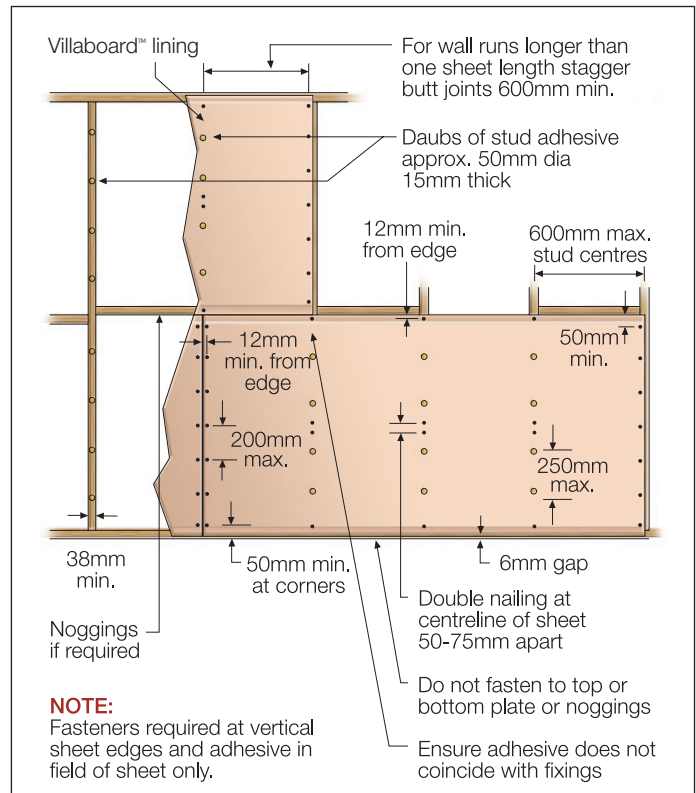 Villaboard™ lining
For wall runs longer than
one sheet length stagger
butt joints 600mm min.
Daubs of stud adhesive
approx. 50mm dia
15mm thick
12mm min.
from edge
600mm max.
stud centres
50mm
min.
12mm
min. from
edge
200mm
max.
250mm
max.
38mm
min.
50mm min.
at corners
6mm gap
Double nailing at
centreline of sheet
50-75mm apart
Noggings
if required
Do not fasten to top or
bottom plate or noggings
NOTE:
Fasteners required at vertical
sheet edges and adhesive in
field of sheet only.
Ensure adhesive does not
coincide with fixings